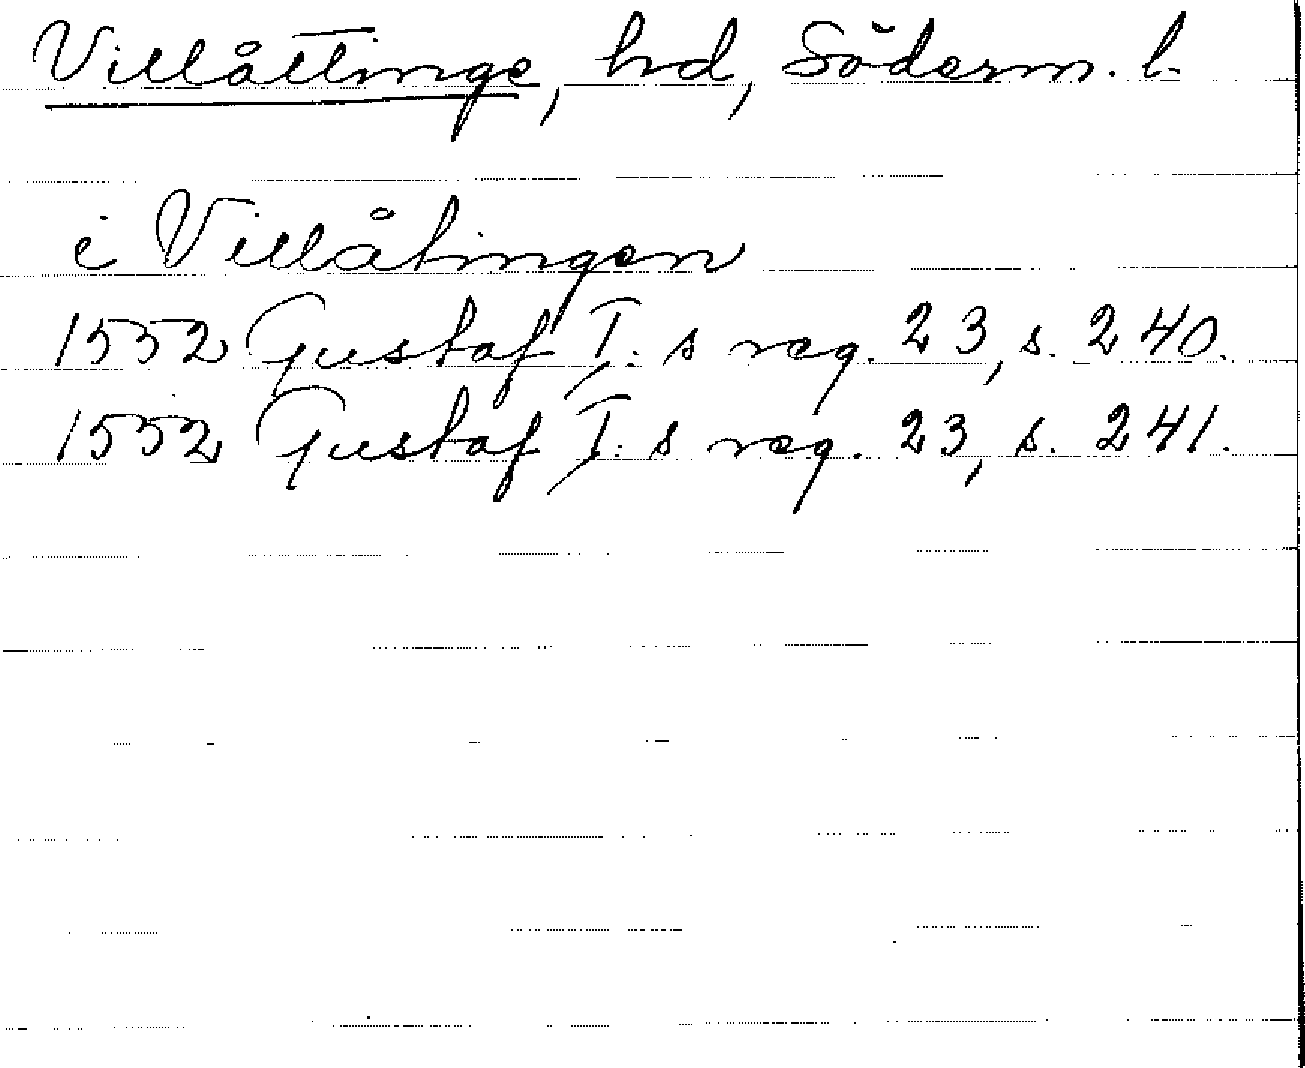 Villåttinge, hd, Söderm. l.
i Villåtingen
1552 Gustaf I: s reg. 23, s. 240.
1552 Gustaf I: s reg. 23, s. 241.